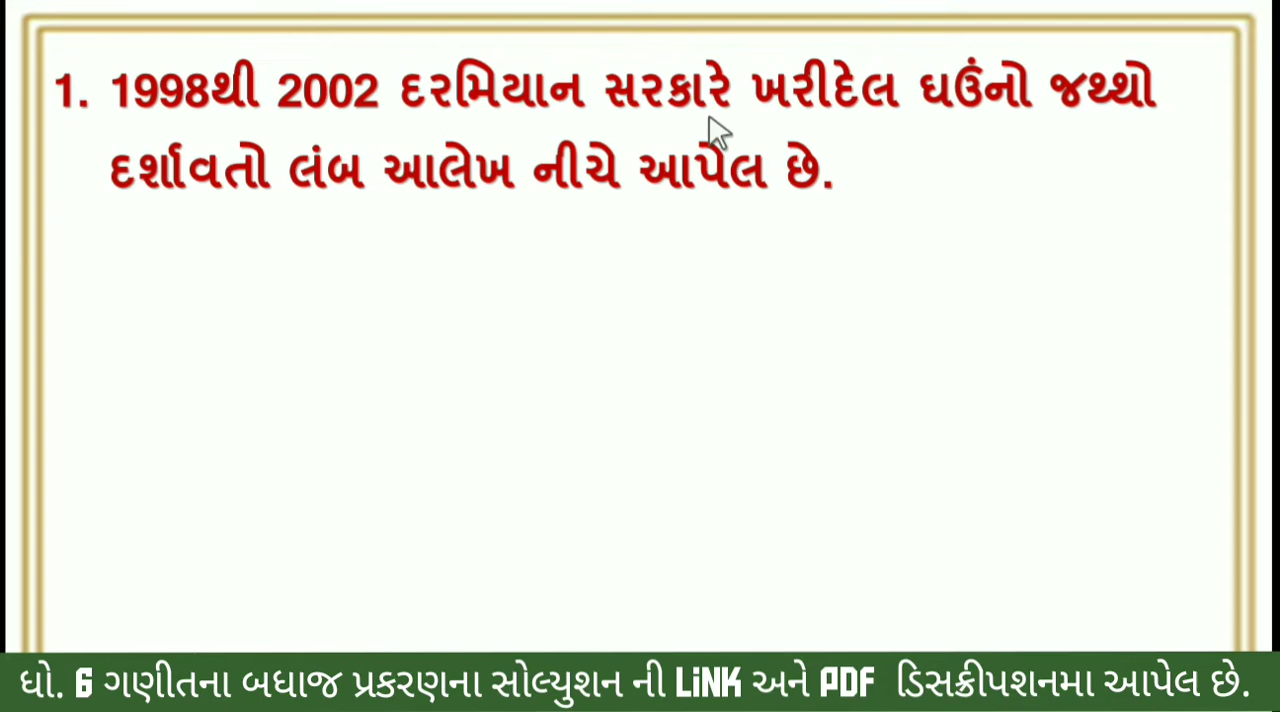 1. 1998થી 2002 દરમિયાન સરકારે ખરીદેલ ઘઉંનો જથ્થો
દર્શાવતો લંબ આલેખ નીચે આપેલ છે.
ધો. 6 ગણીતના બધાજ પ્રકરણના સોલ્યુશન ની LiNK અને PDF ડિસક્રીપશનમા આપેલ છે.